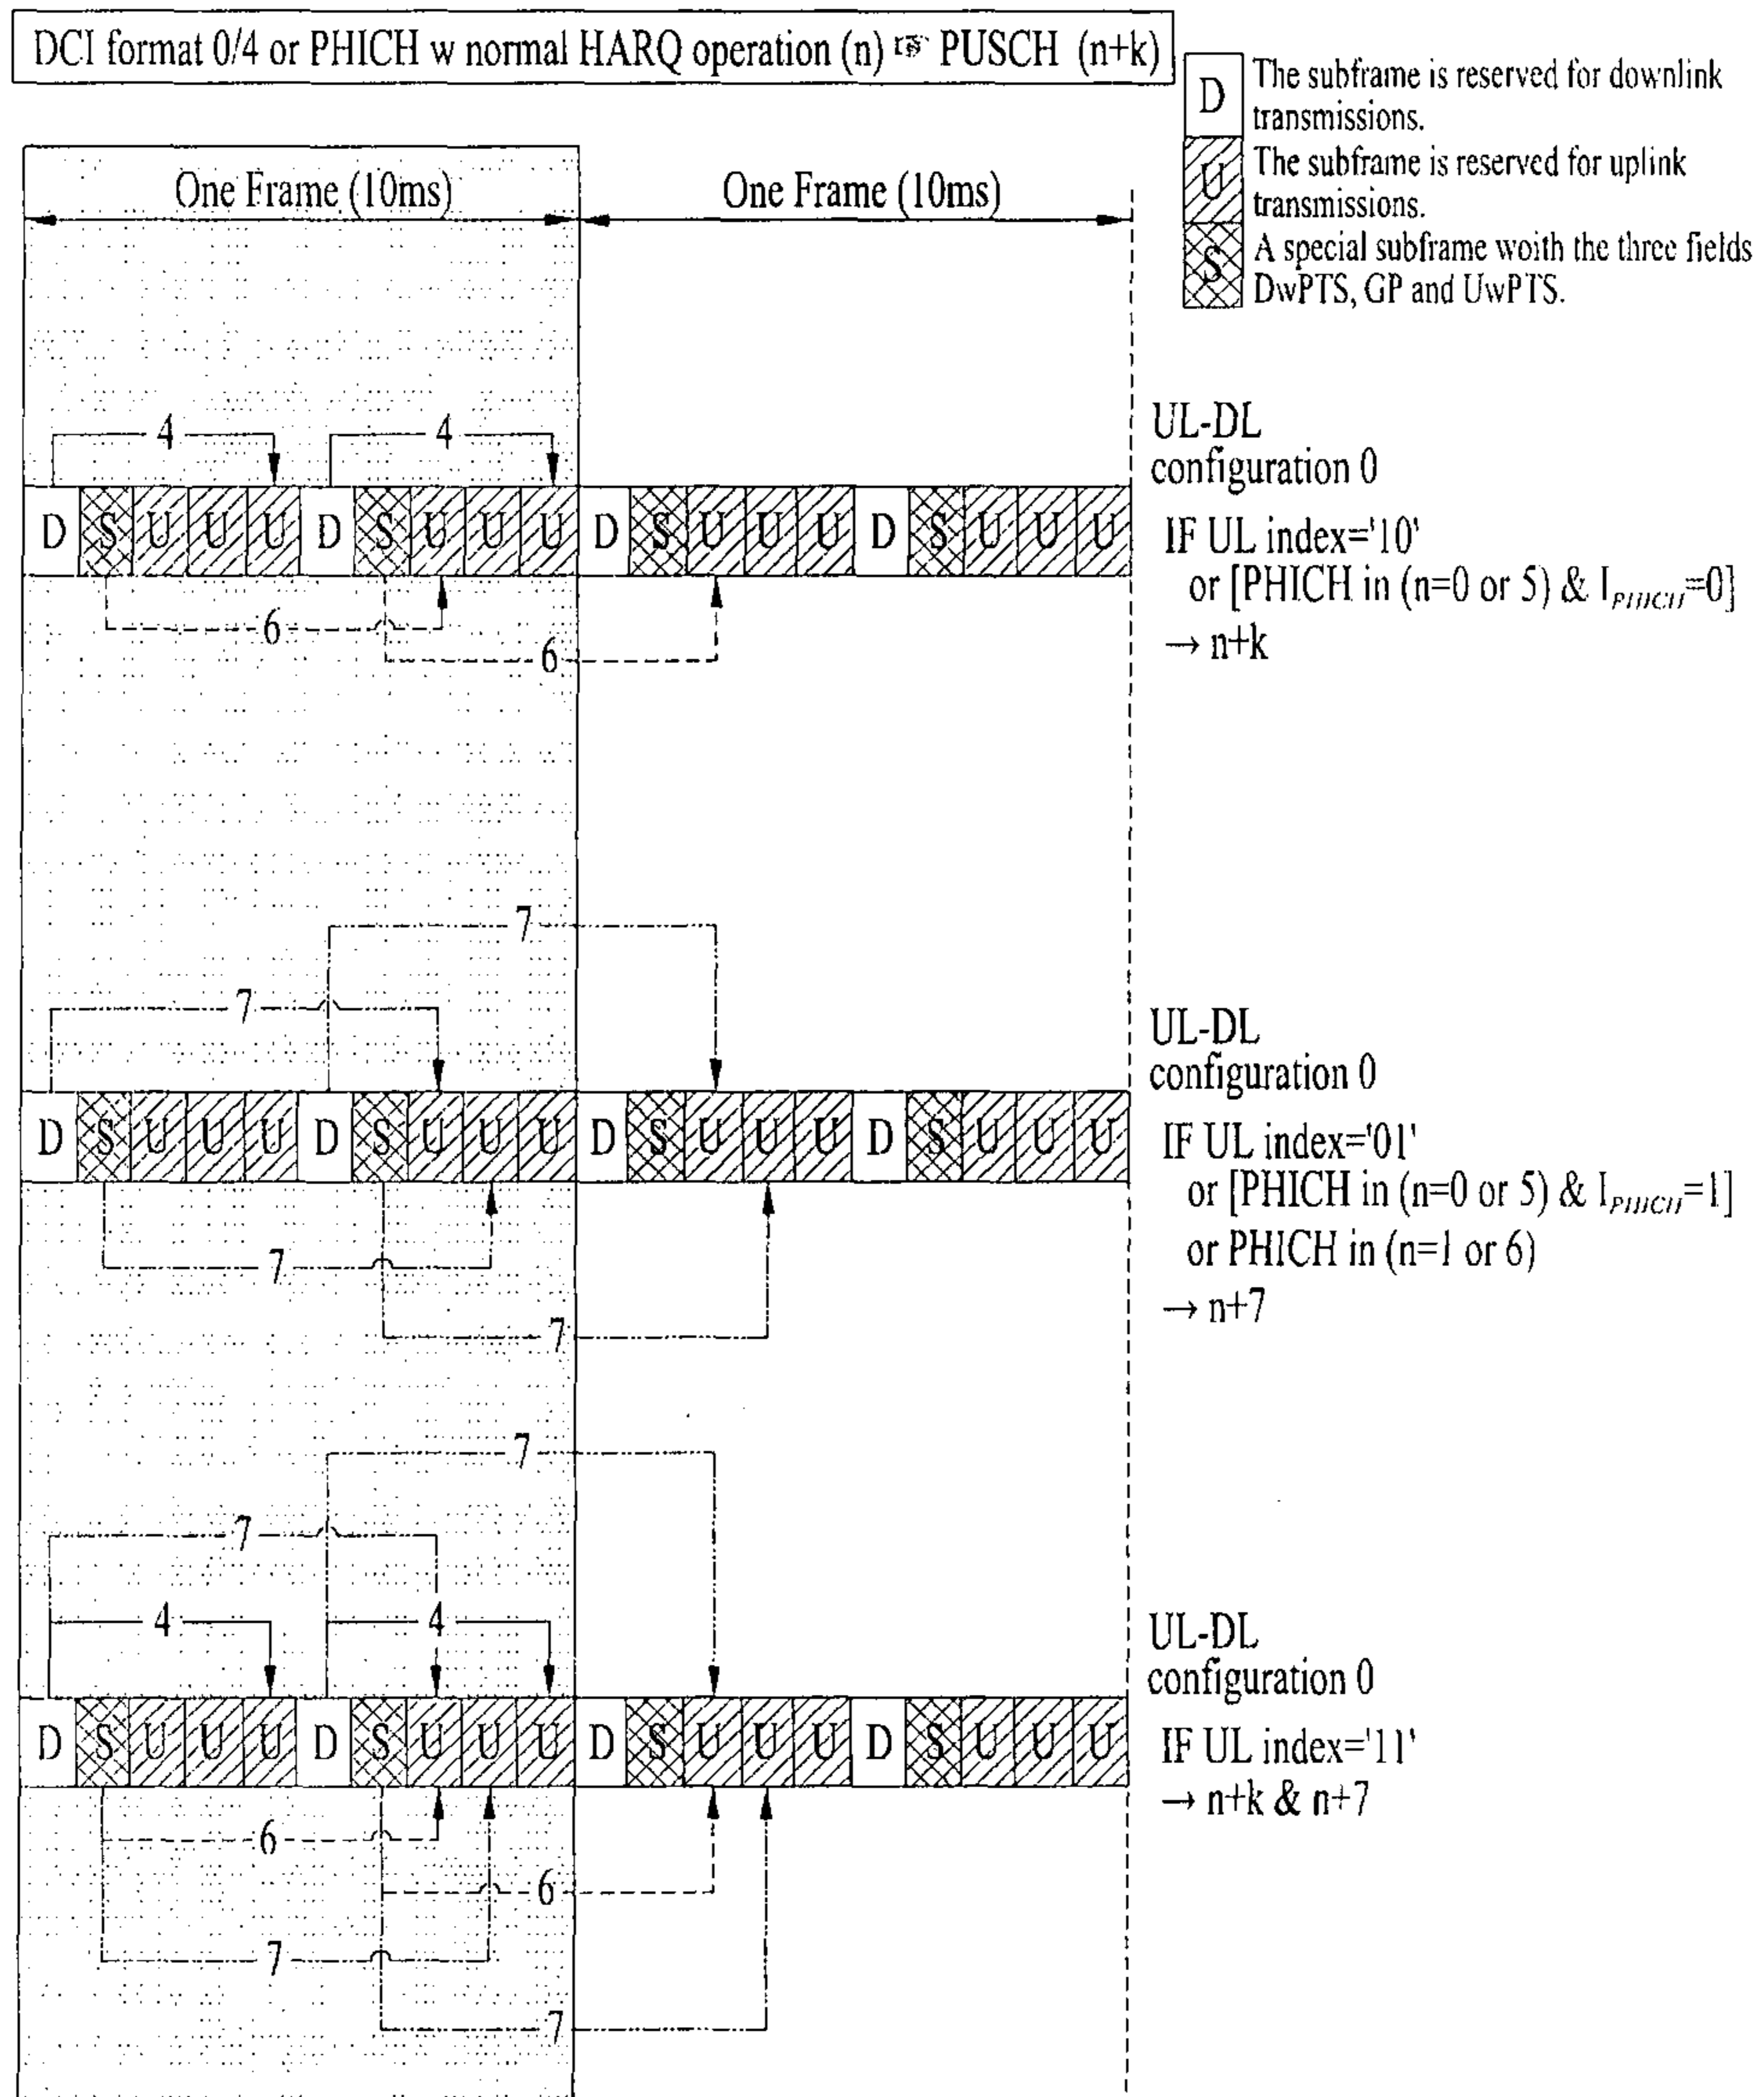 DCI format 0/4 or PHICH w normal HARQ operation (n) ☞ PUSCH (n+k)
D The subframe is reserved for downlink
transmissions.
U The subframe is reserved for uplink
transmissions.
S A special subframe woith the three fields
DwPTS, GP and UwPTS.
One Frame (10ms) One Frame (10ms)
4 4
D S U U U D S U U U D S U U U D S U U U
6
6
UL-DL
configuration 0
IF UL index='10'
or [PHICH in (n=0 or 5) & I_PHICH=0]
→ n+k
7
7
D S U U U D S U U U D S U U U D S U U U
7
7
UL-DL
configuration 0
IF UL index='01'
or [PHICH in (n=0 or 5) & I_PHICH=1]
or PHICH in (n=1 or 6)
→ n+7
7
7
4 4
D S U U U D S U U U D S U U U D S U U U
6
6
7
7
UL-DL
configuration 0
IF UL index='11'
→ n+k & n+7